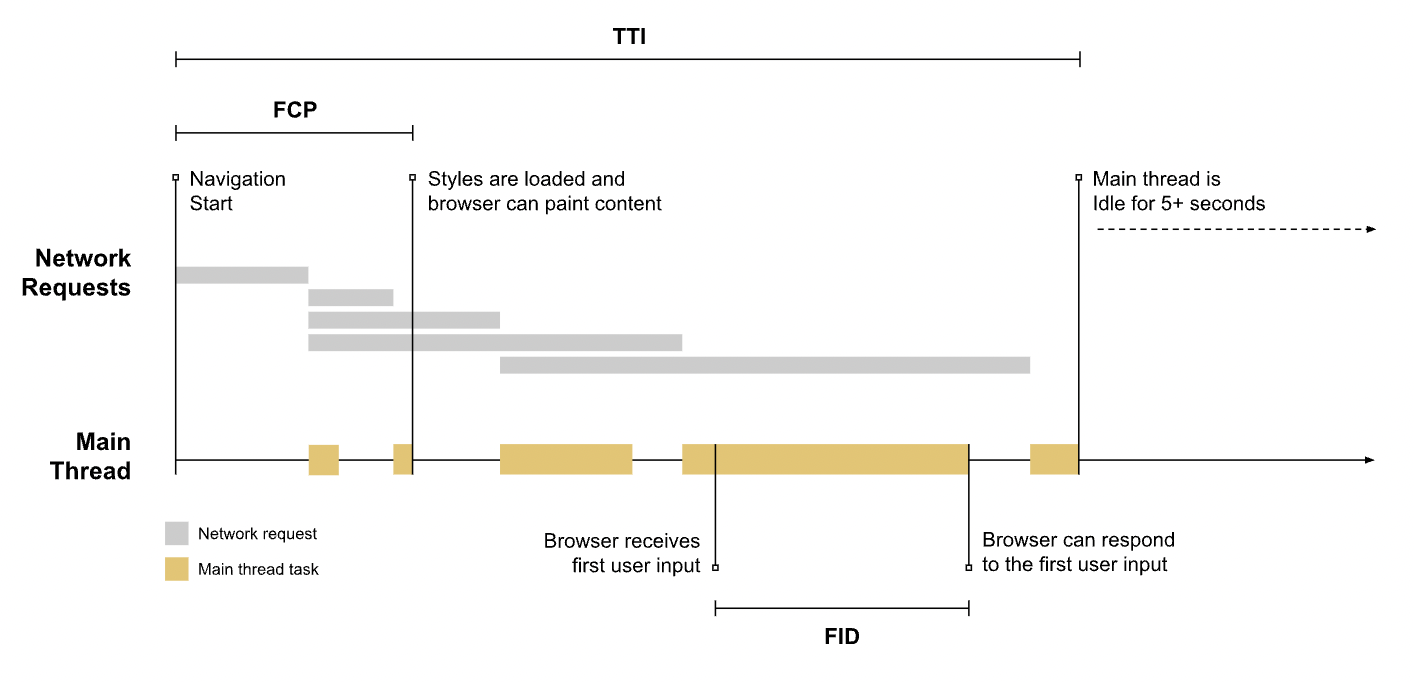 TTI
FCP
Navigation
Start
Styles are loaded and
browser can paint content
Main thread is
Idle for 5+ seconds
Network
Requests
Main
Thread
Network request
Main thread task
Browser receives
first user input
Browser can respond
to the first user input
FID